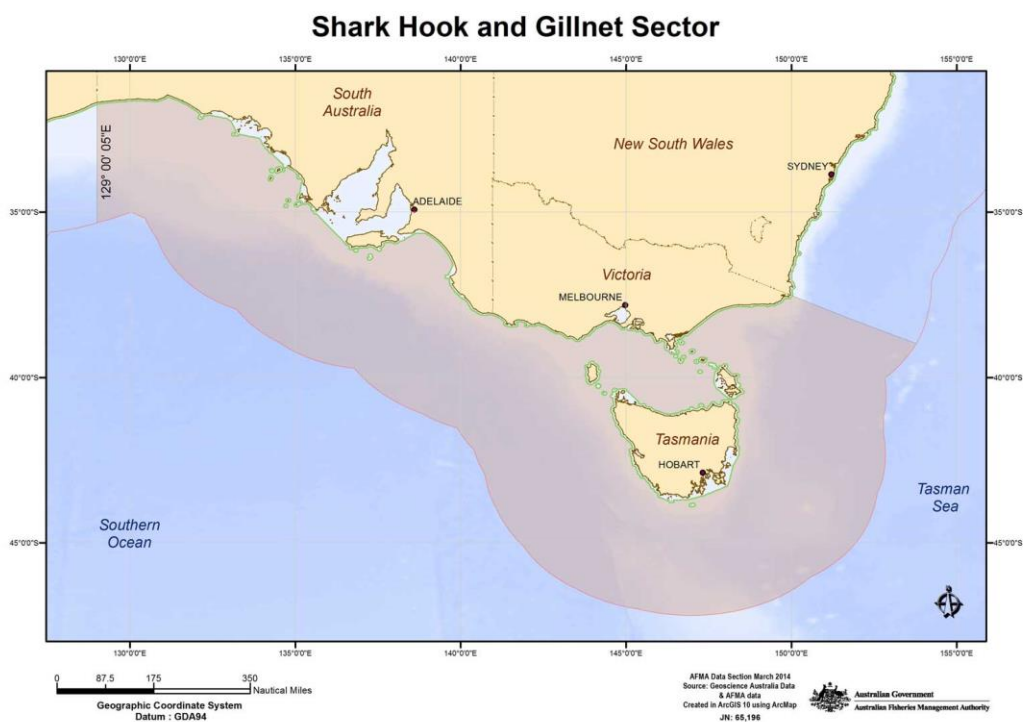 Shark Hook and Gillnet Sector
130°0'0"E
135°0'0"E
140°0'0"E
145°0'0"E
150°0'0"E
155°0'0"E
South
Australia
New South Wales
SYDNEY
129° 00' 05"E
ADELAIDE
35°0'0"S
35°0'0"S
Victoria
MELBOURNE
40°0'0"S
40°0'0"S
Tasmania
HOBART
Tasman
Sea
Southern
Ocean
45°0'0"S
45°0'0"S
130°0'0"E
135°0'0"E
140°0'0"E
145°0'0"E
150°0'0"E
155°0'0"E
0 87.5 175 350
Nautical Miles
Geographic Coordinate System
Datum : GDA94
AFMA Data Section March 2014
Source: Geoscience Australia Data
& AFMA data
Created in ArcGIS 10 using ArcMap
JN: 65,196
Australian Government
Australian Fisheries Management Authority